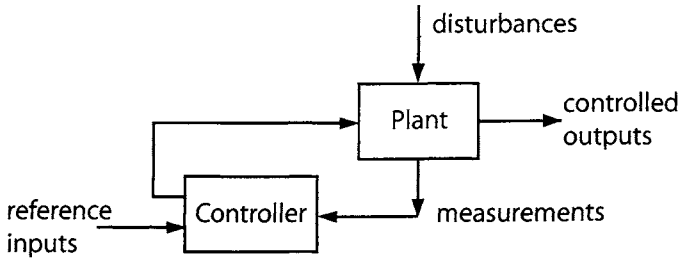 disturbances
Plant
controlled
outputs
reference
inputs
Controller
measurements